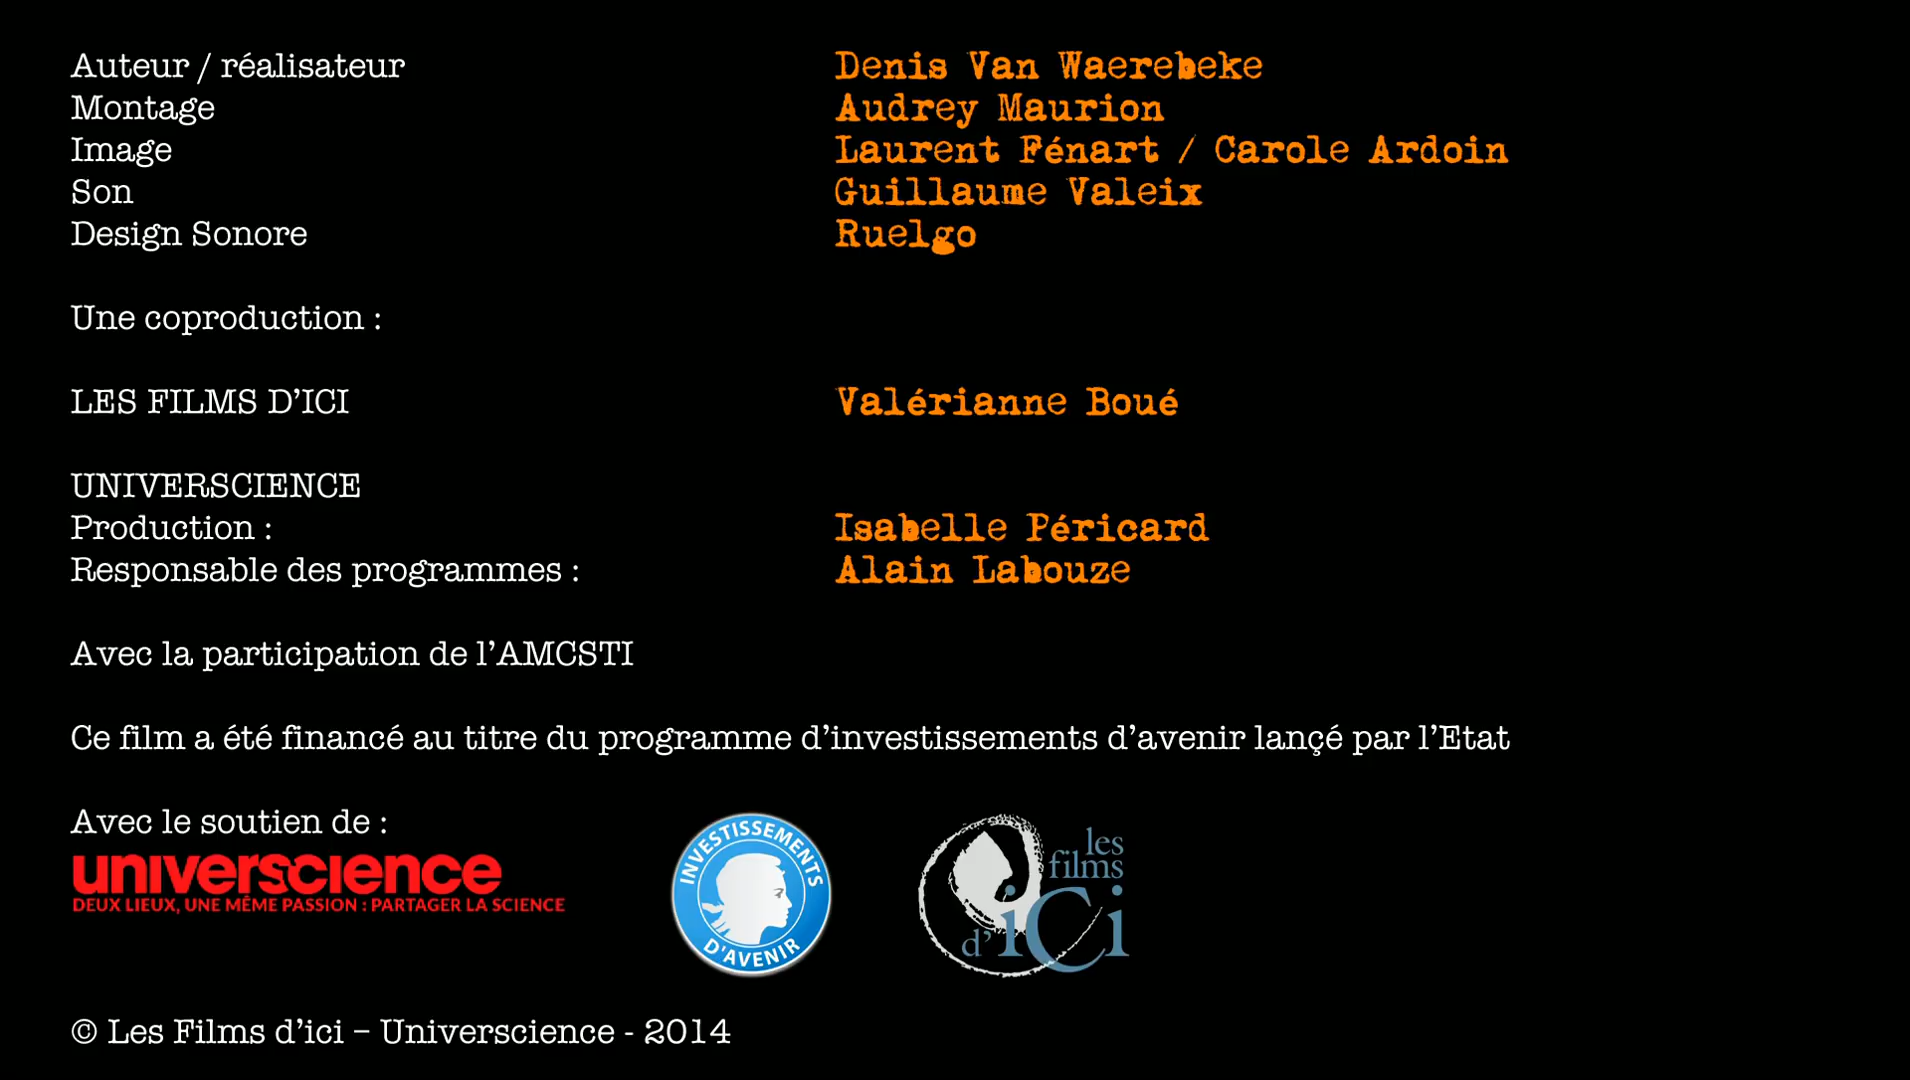 Auteur / réalisateur Denis Van Waerebeke
Montage Audrey Maurion
Image Laurent Fénart / Carole Ardoin
Son Guillaume Valeix
Design Sonore Ruelgo
Une coproduction :
LES FILMS D’ICI Valérianne Boué
UNIVERSCIENCE
Production : Isabelle Péricard
Responsable des programmes : Alain Labouze
Avec la participation de l’AMCSTI
Ce film a été financé au titre du programme d’investissements d’avenir lançé par l’Etat
Avec le soutien de :
universcience
DEUX LIEUX, UNE MÊME PASSION : PARTAGER LA SCIENCE
INVESTISSEMENTS
D'AVENIR
les
films
d’iCi
© Les Films d’ici – Universcience - 2014